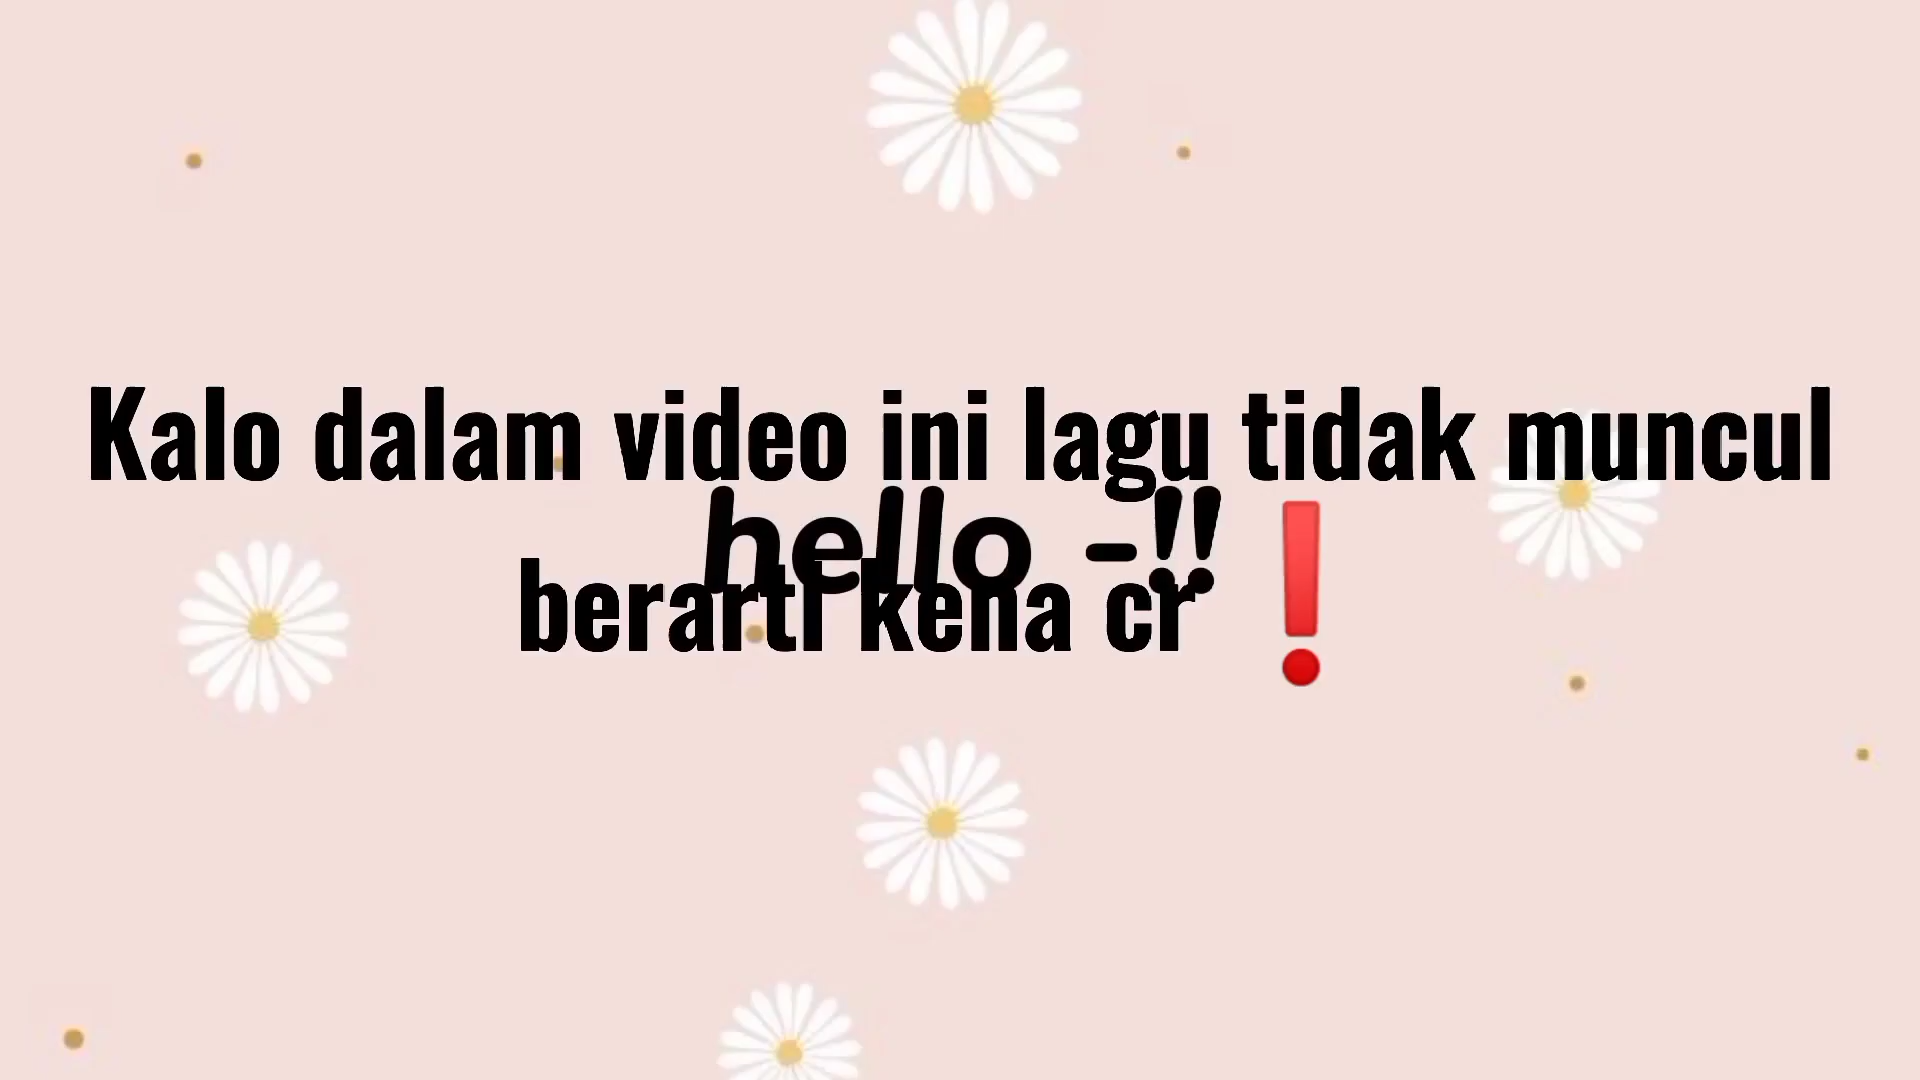 Kalo dalam video ini lagu tidak muncul
hello -!!
berarti kena cr ❗